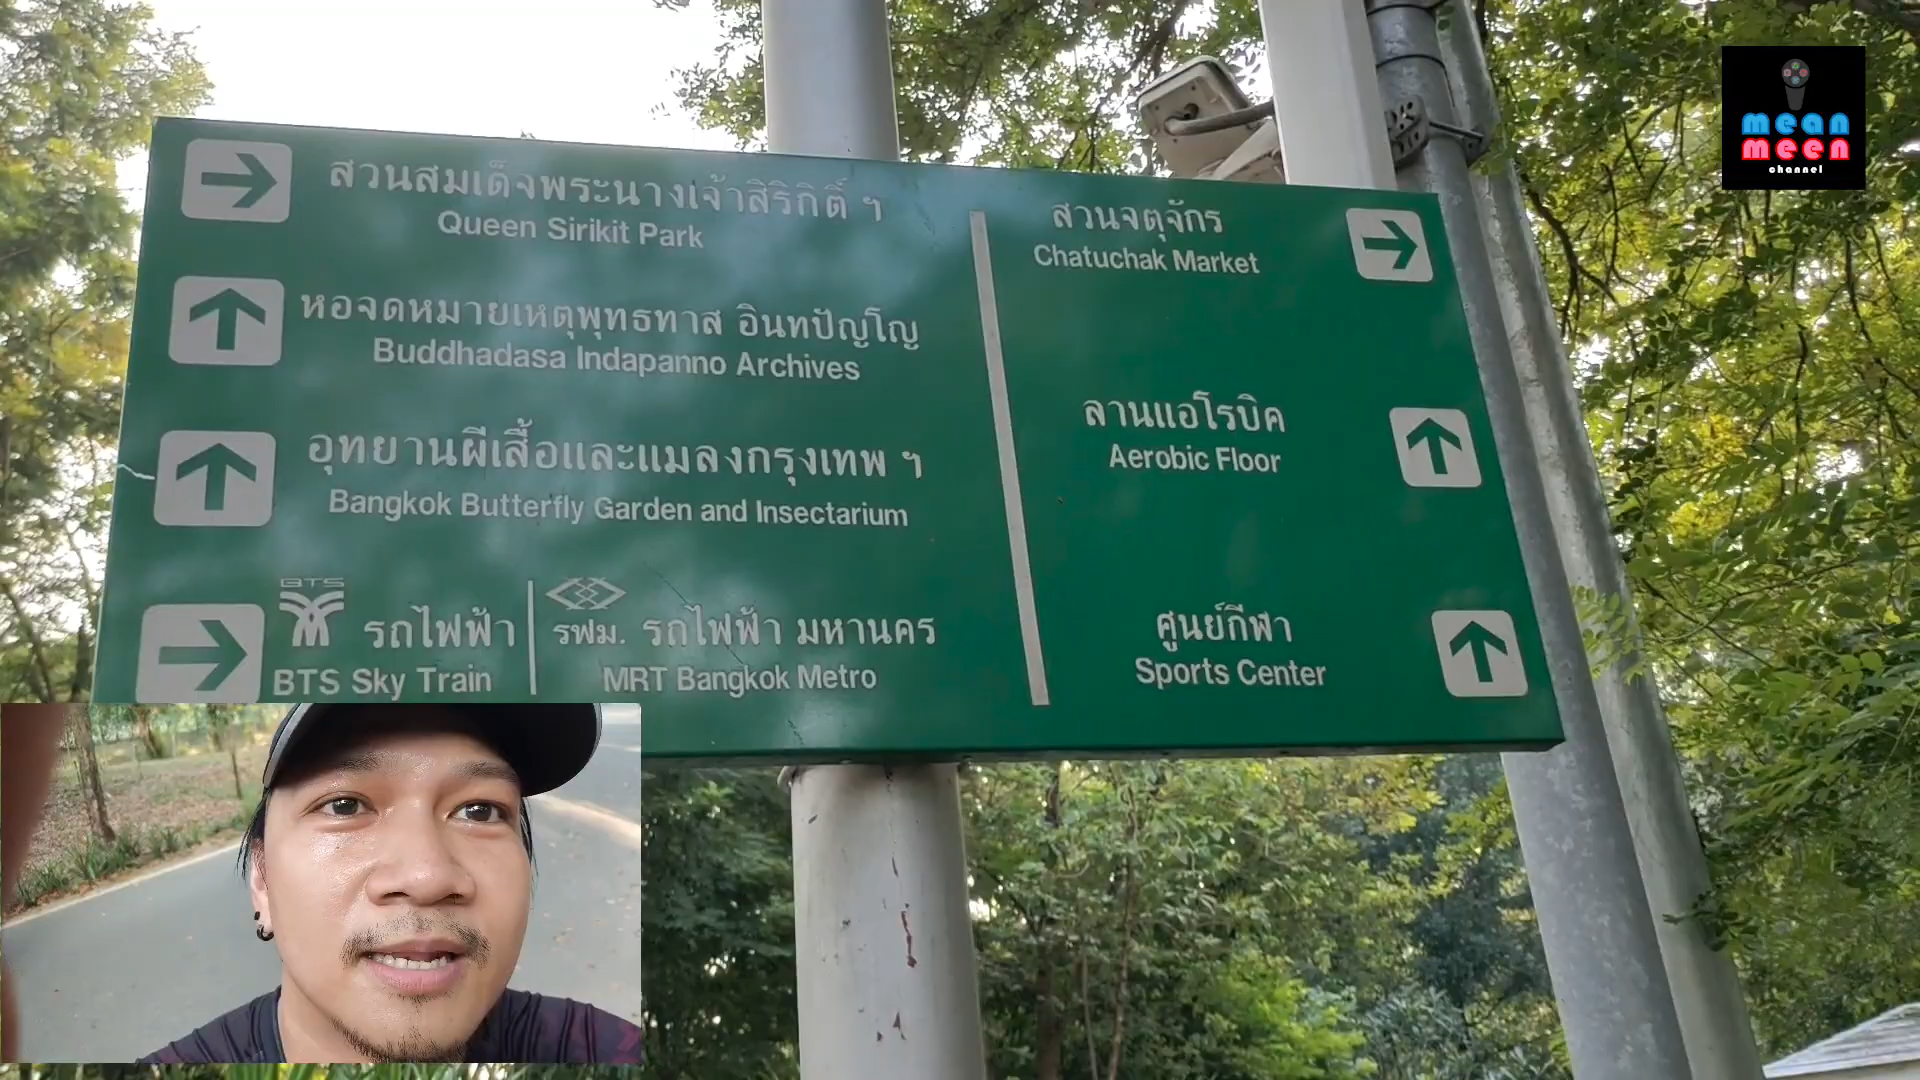 สวนสมเด็จพระนางเจ้าสิริกิติ์ ฯ
Queen Sirikit Park
หอจดหมายเหตุพุทธทาส อินทปัญโญ
Buddhadasa Indapanno Archives
อุทยานผีเสื้อและแมลงกรุงเทพ ฯ
Bangkok Butterfly Garden and Insectarium
BTS
รถไฟฟ้า
BTS Sky Train
รฟม. รถไฟฟ้า มหานคร
MRT Bangkok Metro
สวนจตุจักร
Chatuchak Market
ลานแอโรบิค
Aerobic Floor
ศูนย์กีฬา
Sports Center
mean
meen
channel